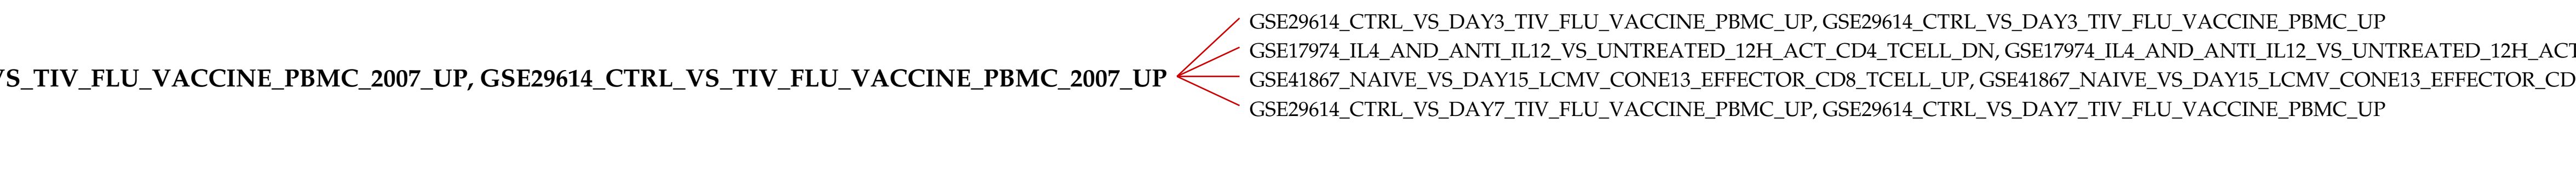 GSE29614_CTRL_VS_DAY3_TIV_FLU_VACCINE_PBMC_UP, GSE29614_CTRL_VS_DAY3_TIV_FLU_VACCINE_PBMC_UP
GSE17974_IL4_AND_ANTI_IL12_VS_UNTREATED_12H_ACT_CD4_TCELL_DN, GSE17974_IL4_AND_ANTI_IL12_VS_UNTREATED_12H_ACT
VS_TIV_FLU_VACCINE_PBMC_2007_UP, GSE29614_CTRL_VS_TIV_FLU_VACCINE_PBMC_2007_UP
GSE41867_NAIVE_VS_DAY15_LCMV_CONE13_EFFECTOR_CD8_TCELL_UP, GSE41867_NAIVE_VS_DAY15_LCMV_CONE13_EFFECTOR_CD
GSE29614_CTRL_VS_DAY7_TIV_FLU_VACCINE_PBMC_UP, GSE29614_CTRL_VS_DAY7_TIV_FLU_VACCINE_PBMC_UP